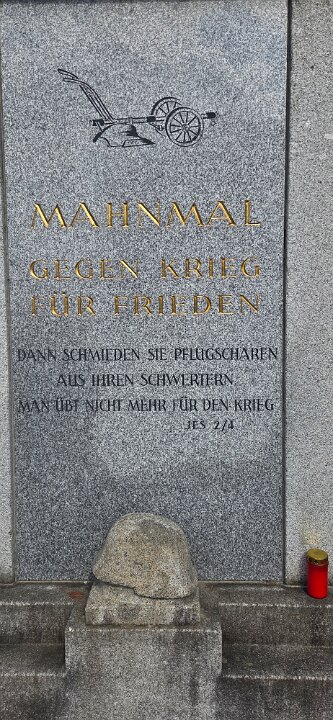 MAHNMAL
GEGEN KRIEG
FÜR FRIEDEN
DANN SCHMIEDEN SIE PFLUGSCHAREN
AUS IHREN SCHWERTERN
MAN ÜBT NICHT MEHR FÜR DEN KRIEG
JES 2/4